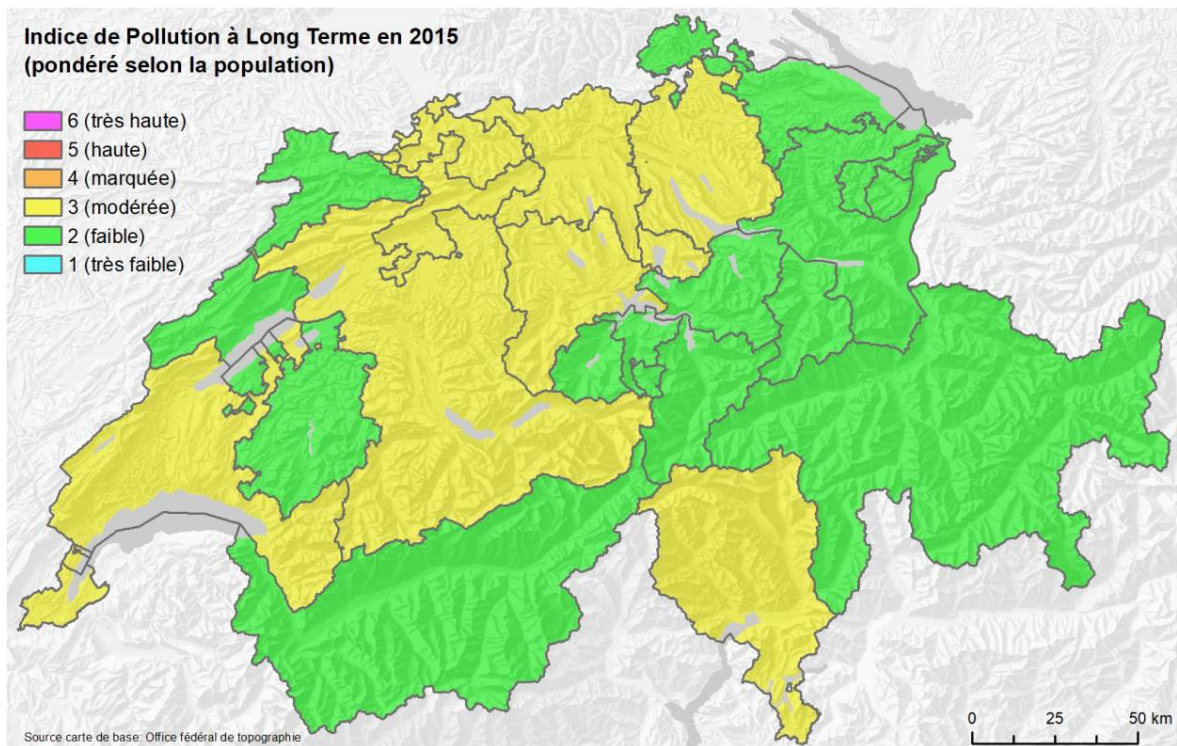 Indice de Pollution à Long Terme en 2015
(pondéré selon la population)
6 (très haute)
5 (haute)
4 (marquée)
3 (modérée)
2 (faible)
1 (très faible)
Source carte de base: Office fédéral de topographie
0 25 50 km